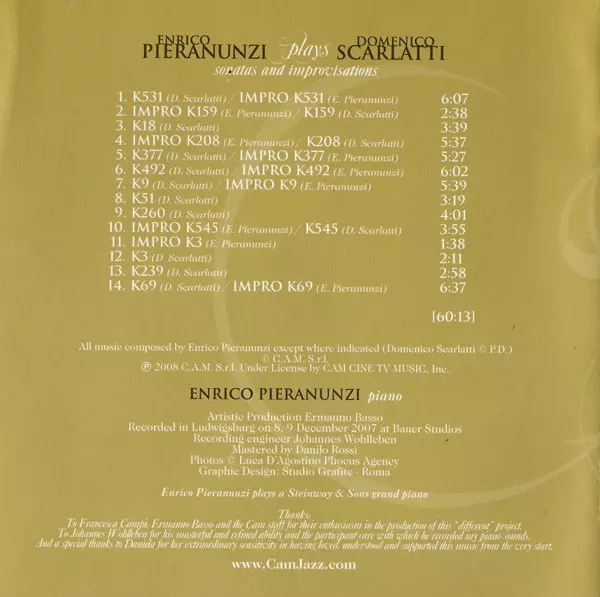 ENRICO PIERANUNZI plays DOMENICO SCARLATTI
sonatas and improvisations
1. K531 (D. Scarlatti) / IMPRO K531 (E. Pieranunzi) 6:07
2. IMPRO K159 (E. Pieranunzi) / K159 (D. Scarlatti) 2:38
3. K18 (D. Scarlatti) 3:39
4. IMPRO K208 (E. Pieranunzi) / K208 (D. Scarlatti) 5:37
5. K377 (D. Scarlatti) / IMPRO K377 (E. Pieranunzi) 5:27
6. K492 (D. Scarlatti) / IMPRO K492 (E. Pieranunzi) 6:02
7. K9 (D. Scarlatti) / IMPRO K9 (E. Pieranunzi) 5:39
8. K51 (D. Scarlatti) 3:19
9. K260 (D. Scarlatti) 4:01
10. IMPRO K545 (E. Pieranunzi) / K545 (D. Scarlatti) 3:55
11. IMPRO K3 (E. Pieranunzi) 1:38
12. K3 (D. Scarlatti) 2:11
13. K239 (D. Scarlatti) 2:58
14. K69 (D. Scarlatti) / IMPRO K69 (E. Pieranunzi) 6:37
[60:13]
All music composed by Enrico Pieranunzi except where indicated (Domenico Scarlatti © P.D.)
© C.A.M. S.r.l.
℗ 2008 C.A.M. S.r.l. Under License by CAM CINE TV MUSIC, Inc.
ENRICO PIERANUNZI piano
Artistic Production Ermanno Basso
Recorded in Ludwigsburg on 8, 9 December 2007 at Bauer Studios
Recording engineer Johannes Wohlleben
Mastered by Danilo Rossi
Photos © Luca D'Agostino Phocus Agency
Graphic Design: Studio Grafite - Roma
Enrico Pieranunzi plays a Steinway & Sons grand piano
Thanks:
To Francesca Campi, Ermanno Basso and the Cam staff for their enthusiasm in the production of this "different" project.
To Johannes Wohlleben for his masterful and refined ability and the participant care with which he recorded my piano sounds.
And a special thanks to Daniela for her extraordinary sensitivity in having loved, understood and supported this music from the very start.
www.CamJazz.com